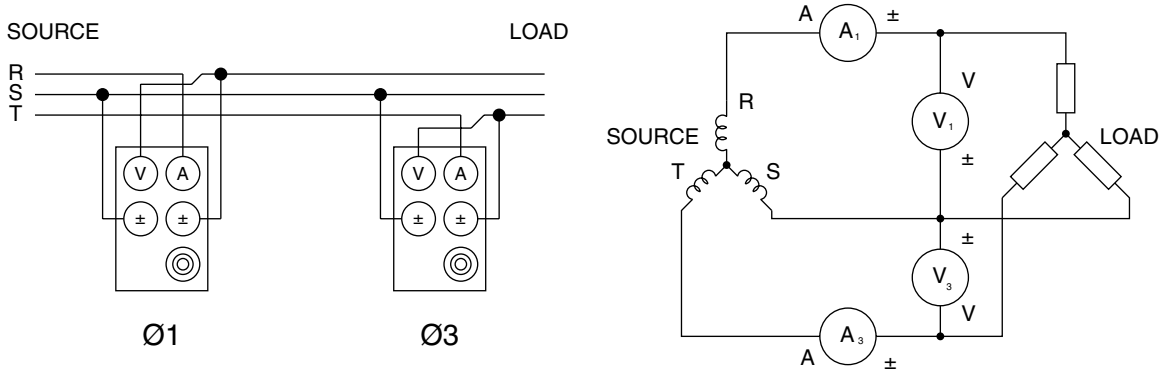 SOURCE LOAD
R
S
T
V A V A
± ± ± ±
Ø1 Ø3
A A₁ ±
V
R V₁
SOURCE LOAD
±
T S
±
V₃
V
A A₃ ±